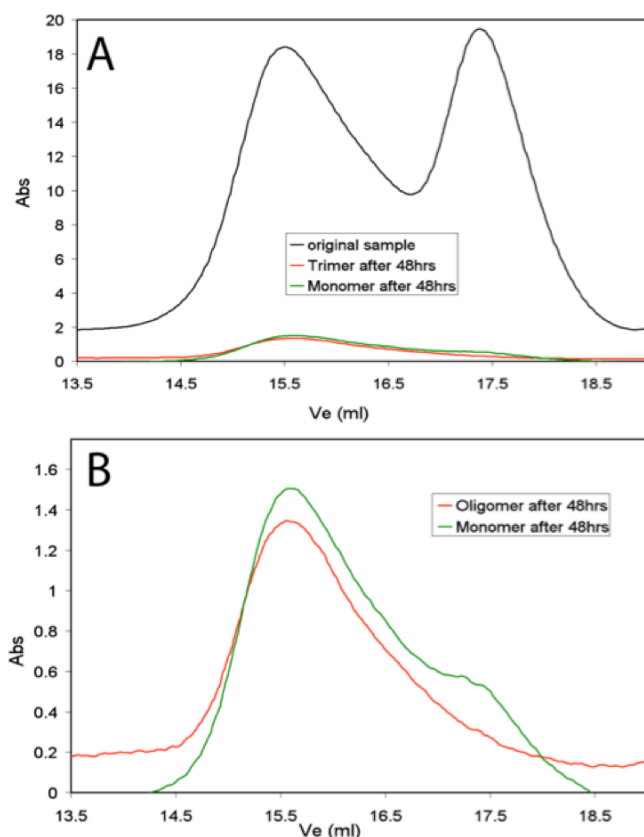 A
20
18
16
14
12
10
8
6
4
2
0
Abs
original sample
Trimer after 48hrs
Monomer after 48hrs
13.5 14.5 15.5 16.5 17.5 18.5
Ve (ml)
B
1.6
1.4
1.2
1
0.8
0.6
0.4
0.2
0
Abs
Oligomer after 48hrs
Monomer after 48hrs
13.5 14.5 15.5 16.5 17.5 18.5
Ve (ml)